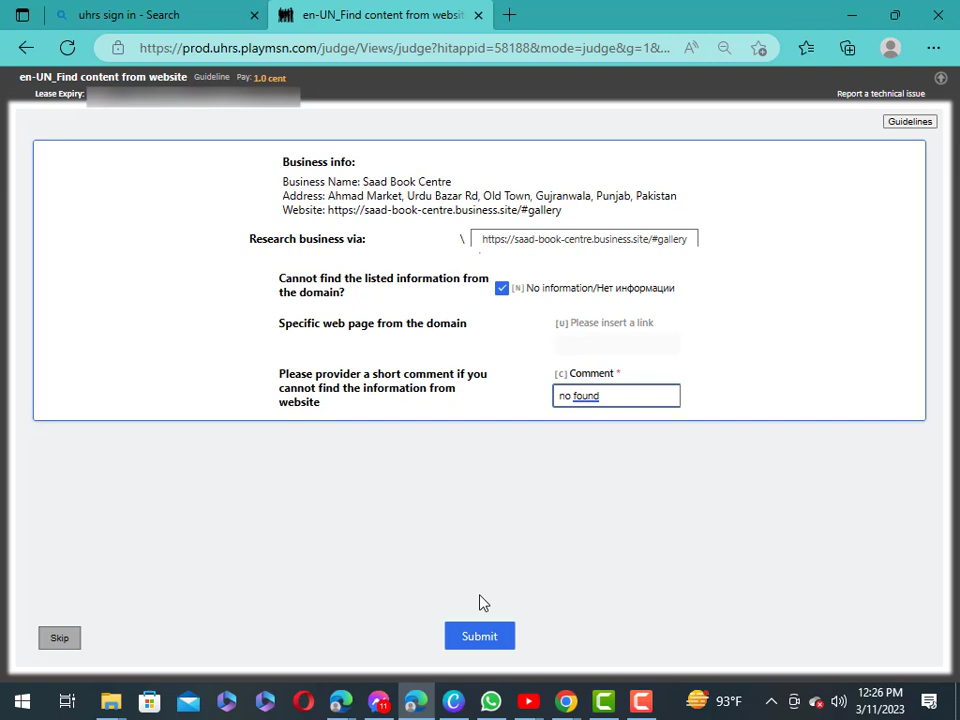 uhrs sign in - Search
en-UN_Find content from websit
https://prod.uhrs.playmsn.com/judge/Views/judge?hitappid=58188&mode=judge&g=1&...
en-UN_Find content from website Guideline Pay: 1.0 cent
Lease Expiry:
Report a technical issue
Guidelines
Business info:
Business Name: Saad Book Centre
Address: Ahmad Market, Urdu Bazar Rd, Old Town, Gujranwala, Punjab, Pakistan
Website: https://saad-book-centre.business.site/#gallery
Research business via: \ https://saad-book-centre.business.site/#gallery
Cannot find the listed information from
the domain?
[N] No information/Нет информации
Specific web page from the domain
[U] Please insert a link
Please provider a short comment if you
cannot find the information from
website
[C] Comment *
no found
Skip
Submit
11
93°F
12:26 PM
3/11/2023